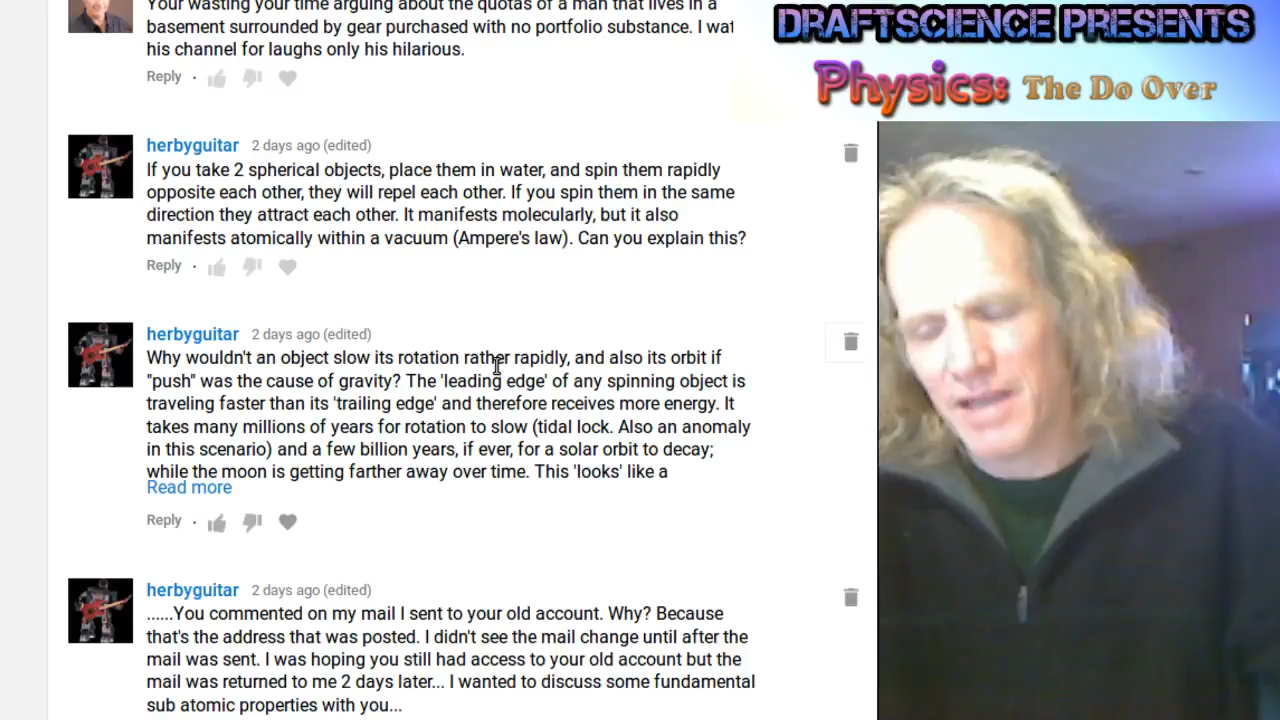 Your wasting your time arguing about the quotas of a man that lives in a
basement surrounded by gear purchased with no portfolio substance. I wat
his channel for laughs only his hilarious.
Reply ·
DRAFTSCIENCE PRESENTS
Physics: The Do Over
herbyguitar 2 days ago (edited)
If you take 2 spherical objects, place them in water, and spin them rapidly
opposite each other, they will repel each other. If you spin them in the same
direction they attract each other. It manifests molecularly, but it also
manifests atomically within a vacuum (Ampere's law). Can you explain this?
Reply ·
herbyguitar 2 days ago (edited)
Why wouldn't an object slow its rotation rather rapidly, and also its orbit if
"push" was the cause of gravity? The 'leading edge' of any spinning object is
traveling faster than its 'trailing edge' and therefore receives more energy. It
takes many millions of years for rotation to slow (tidal lock. Also an anomaly
in this scenario) and a few billion years, if ever, for a solar orbit to decay;
while the moon is getting farther away over time. This 'looks' like a
Read more
Reply ·
herbyguitar 2 days ago (edited)
......You commented on my mail I sent to your old account. Why? Because
that's the address that was posted. I didn't see the mail change until after the
mail was sent. I was hoping you still had access to your old account but the
mail was returned to me 2 days later... I wanted to discuss some fundamental
sub atomic properties with you...